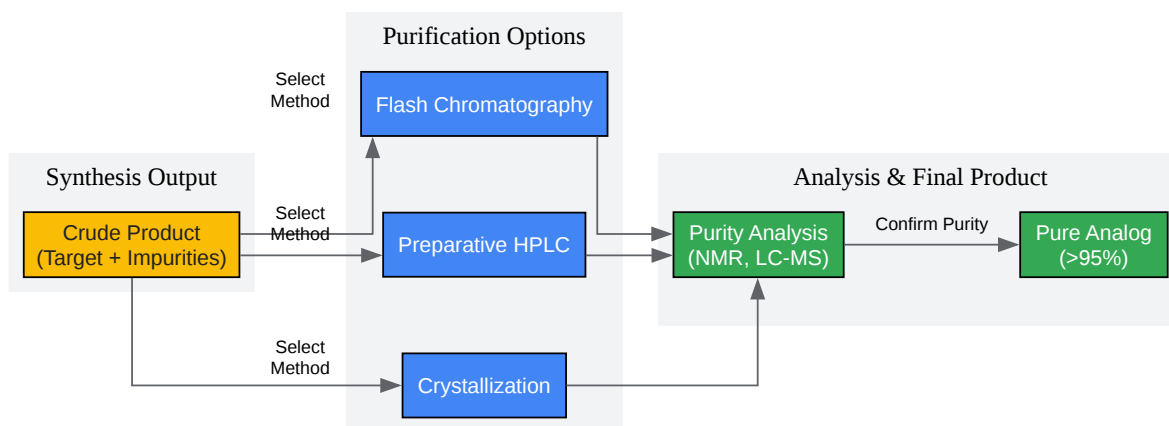 Purification Options
Select
Method
Flash Chromatography
Synthesis Output
Crude Product
(Target + Impurities)
Select
Method
Preparative HPLC
Select
Method
Crystallization
Analysis & Final Product
Purity Analysis
(NMR, LC-MS)
Confirm Purity
Pure Analog
(>95%)